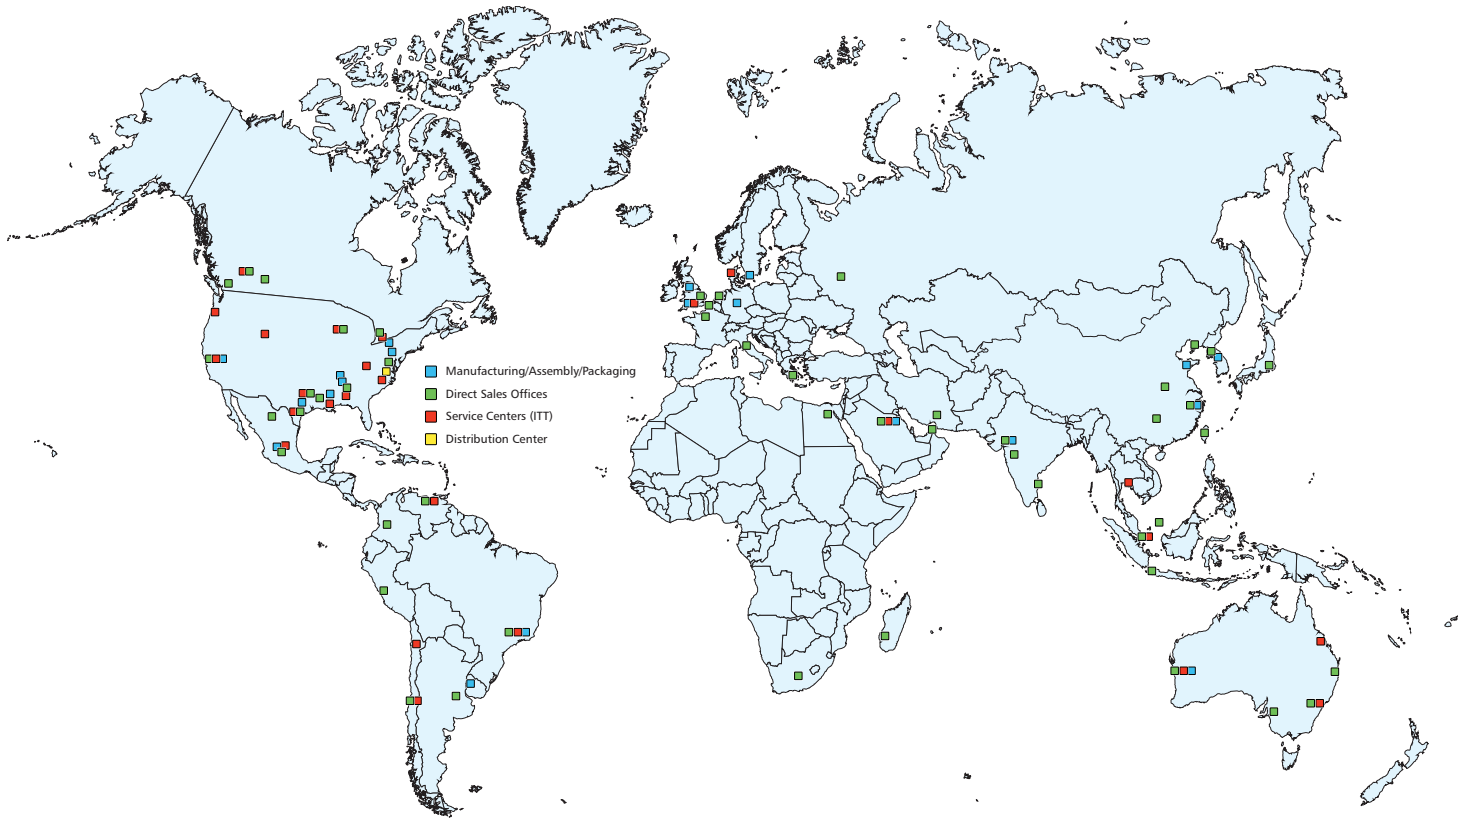 Manufacturing/Assembly/Packaging
Direct Sales Offices
Service Centers (ITT)
Distribution Center